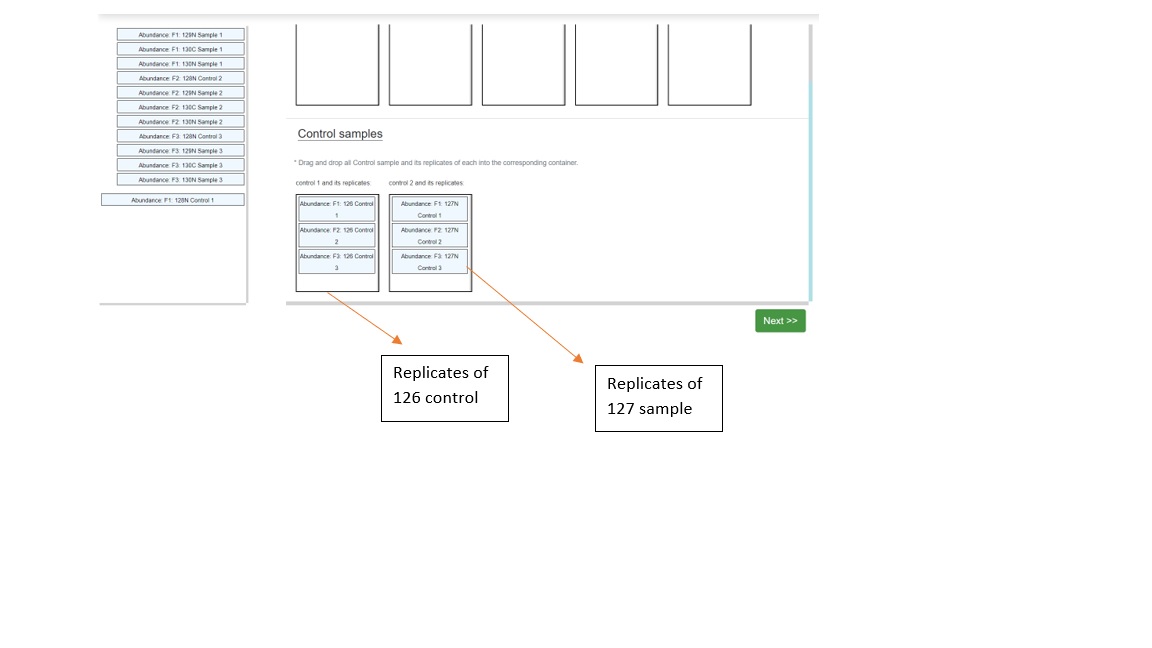 Abundance: F1: 129N Sample 1
Abundance: F1: 130C Sample 1
Abundance: F1: 130N Sample 1
Abundance: F2: 128N Control 2
Abundance: F2: 129N Sample 2
Abundance: F2: 130C Sample 2
Abundance: F2: 130N Sample 2
Abundance: F3: 128N Control 3
Abundance: F3: 129N Sample 3
Abundance: F3: 130C Sample 3
Abundance: F3: 130N Sample 3
Abundance: F1: 128N Control 1
Control samples
* Drag and drop all Control sample and its replicates of each into the corresponding container.
control 1 and its replicates
Abundance: F1: 126 Control
1
Abundance: F2: 126 Control
2
Abundance: F3: 126 Control
3
control 2 and its replicates
Abundance: F1: 127N
Control 1
Abundance: F2: 127N
Control 2
Abundance: F3: 127N
Control 3
Next >>
Replicates of
126 control
Replicates of
127 sample